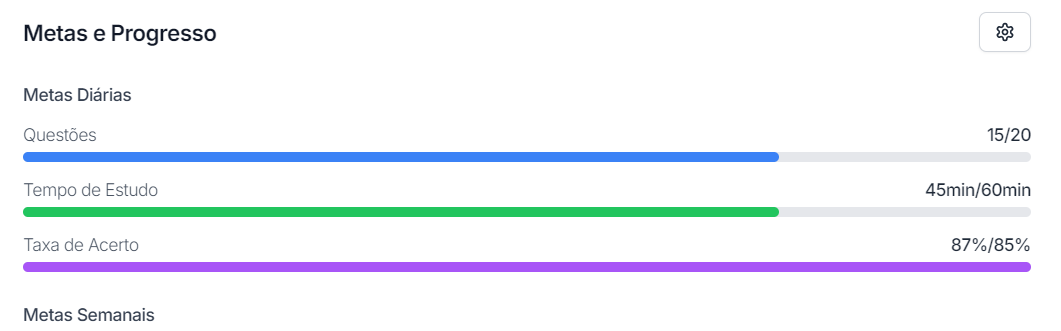 Metas e Progresso
Metas Diárias
Questões 15/20
Tempo de Estudo 45min/60min
Taxa de Acerto 87%/85%
Metas Semanais